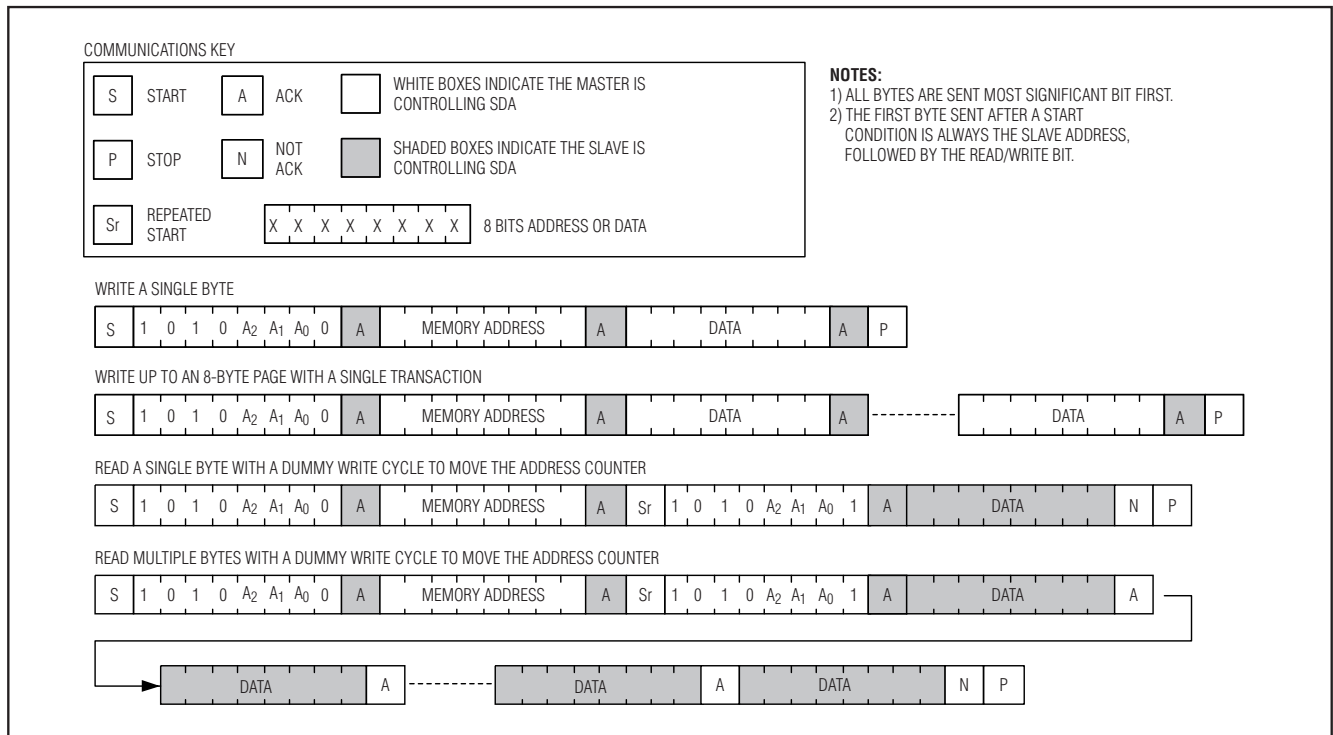 COMMUNICATIONS KEY
S START A ACK WHITE BOXES INDICATE THE MASTER IS
CONTROLLING SDA
P STOP N NOT
ACK SHADED BOXES INDICATE THE SLAVE IS
CONTROLLING SDA
Sr REPEATED
START X X X X X X X X 8 BITS ADDRESS OR DATA
NOTES:
1) ALL BYTES ARE SENT MOST SIGNIFICANT BIT FIRST.
2) THE FIRST BYTE SENT AFTER A START
CONDITION IS ALWAYS THE SLAVE ADDRESS,
FOLLOWED BY THE READ/WRITE BIT.
WRITE A SINGLE BYTE
S 1 0 1 0 A2 A1 A0 0 A MEMORY ADDRESS A DATA A P
WRITE UP TO AN 8-BYTE PAGE WITH A SINGLE TRANSACTION
S 1 0 1 0 A2 A1 A0 0 A MEMORY ADDRESS A DATA A DATA A P
READ A SINGLE BYTE WITH A DUMMY WRITE CYCLE TO MOVE THE ADDRESS COUNTER
S 1 0 1 0 A2 A1 A0 0 A MEMORY ADDRESS A Sr 1 0 1 0 A2 A1 A0 1 A DATA N P
READ MULTIPLE BYTES WITH A DUMMY WRITE CYCLE TO MOVE THE ADDRESS COUNTER
S 1 0 1 0 A2 A1 A0 0 A MEMORY ADDRESS A Sr 1 0 1 0 A2 A1 A0 1 A DATA A
DATA A DATA A DATA N P